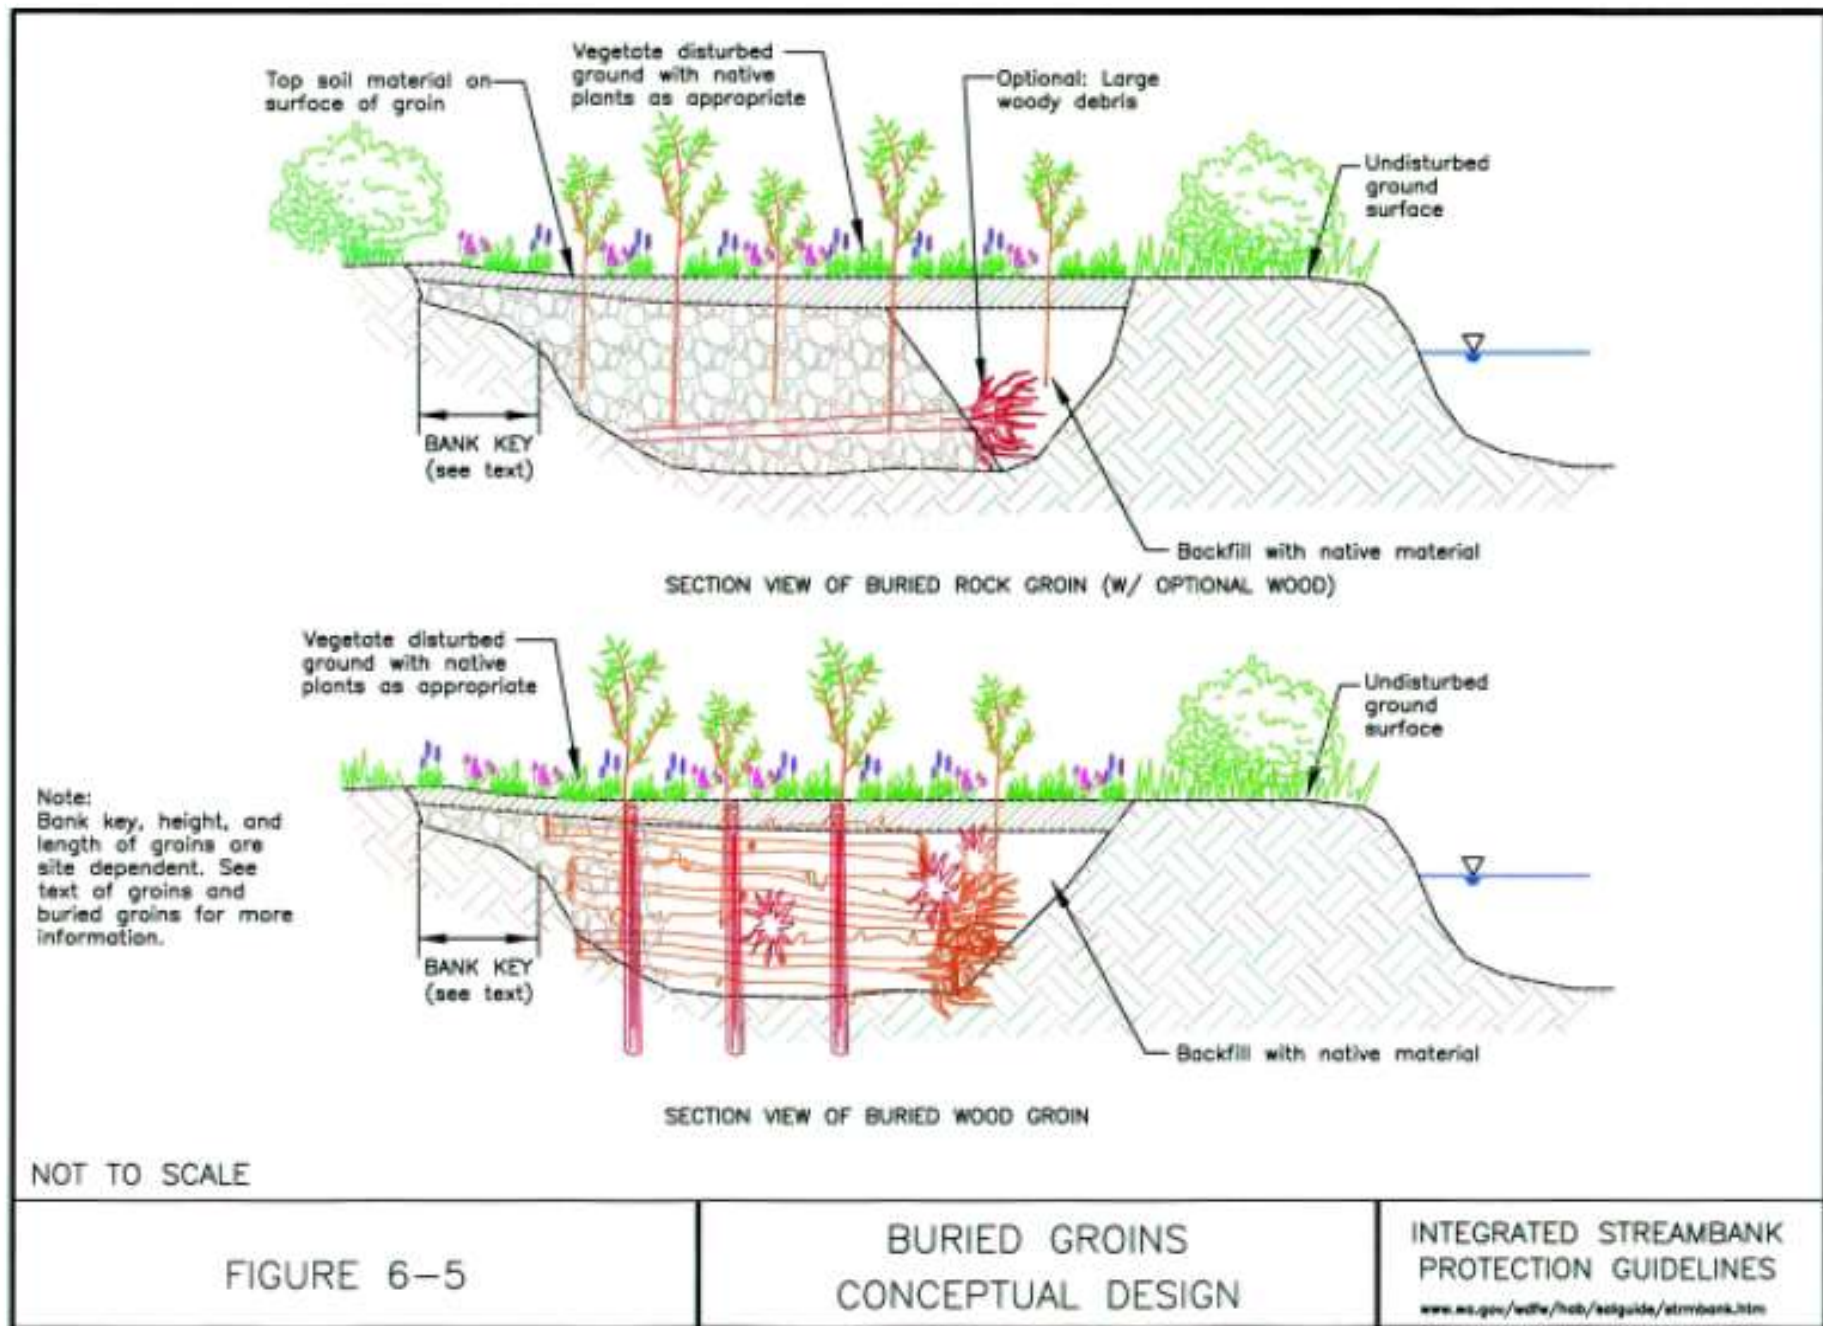 Top soil material on
surface of groin
Vegetate disturbed
ground with native
plants as appropriate
Optional: Large
woody debris
Undisturbed
ground
surface
BANK KEY
(see text)
Backfill with native material
SECTION VIEW OF BURIED ROCK GROIN (W/ OPTIONAL WOOD)
Vegetate disturbed
ground with native
plants as appropriate
Undisturbed
ground
surface
Note:
Bank key, height, and
length of groins are
site dependent. See
text of groins and
buried groins for more
information.
BANK KEY
(see text)
Backfill with native material
SECTION VIEW OF BURIED WOOD GROIN
NOT TO SCALE
FIGURE 6-5
BURIED GROINS
CONCEPTUAL DESIGN
INTEGRATED STREAMBANK
PROTECTION GUIDELINES